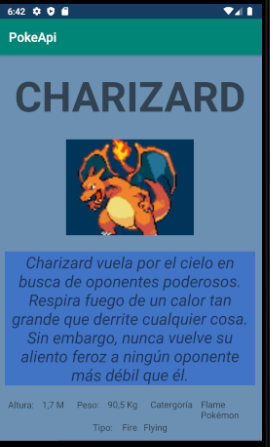 6:42
PokeApi
CHARIZARD
Charizard vuela por el cielo en
busca de oponentes poderosos.
Respira fuego de un calor tan
grande que derrite cualquier cosa.
Sin embargo, nunca vuelve su
aliento feroz a ningún oponente
más débil que él.
Altura: 1,7 M Peso: 90,5 Kg Catergoría Flame
Pokémon
Tipo: Fire Flying